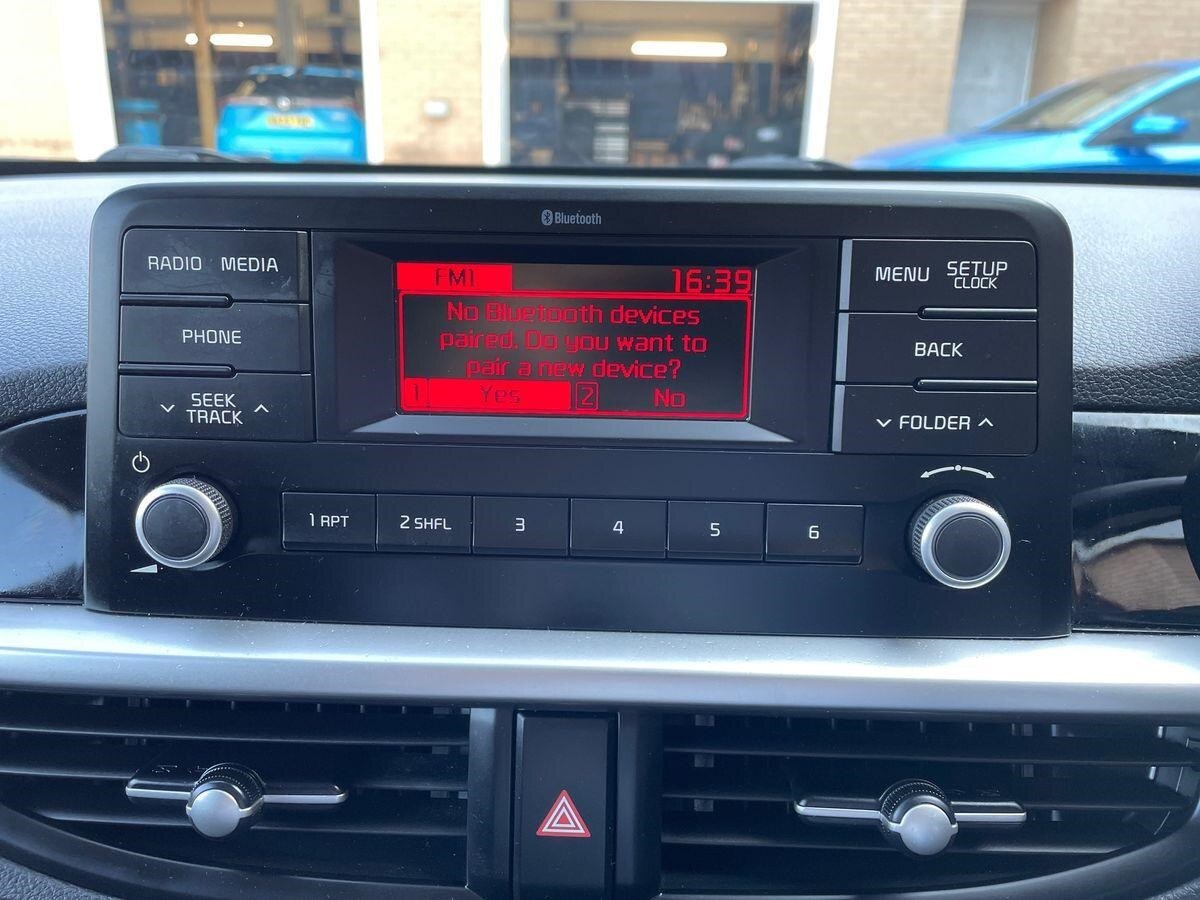 Bluetooth
RADIO MEDIA
PHONE
SEEK
TRACK
FM1 16:39
No Bluetooth devices
paired. Do you want to
pair a new device?
1 Yes 2 No
MENU SETUP
CLOCK
BACK
FOLDER
1 RPT 2 SHFL 3 4 5 6